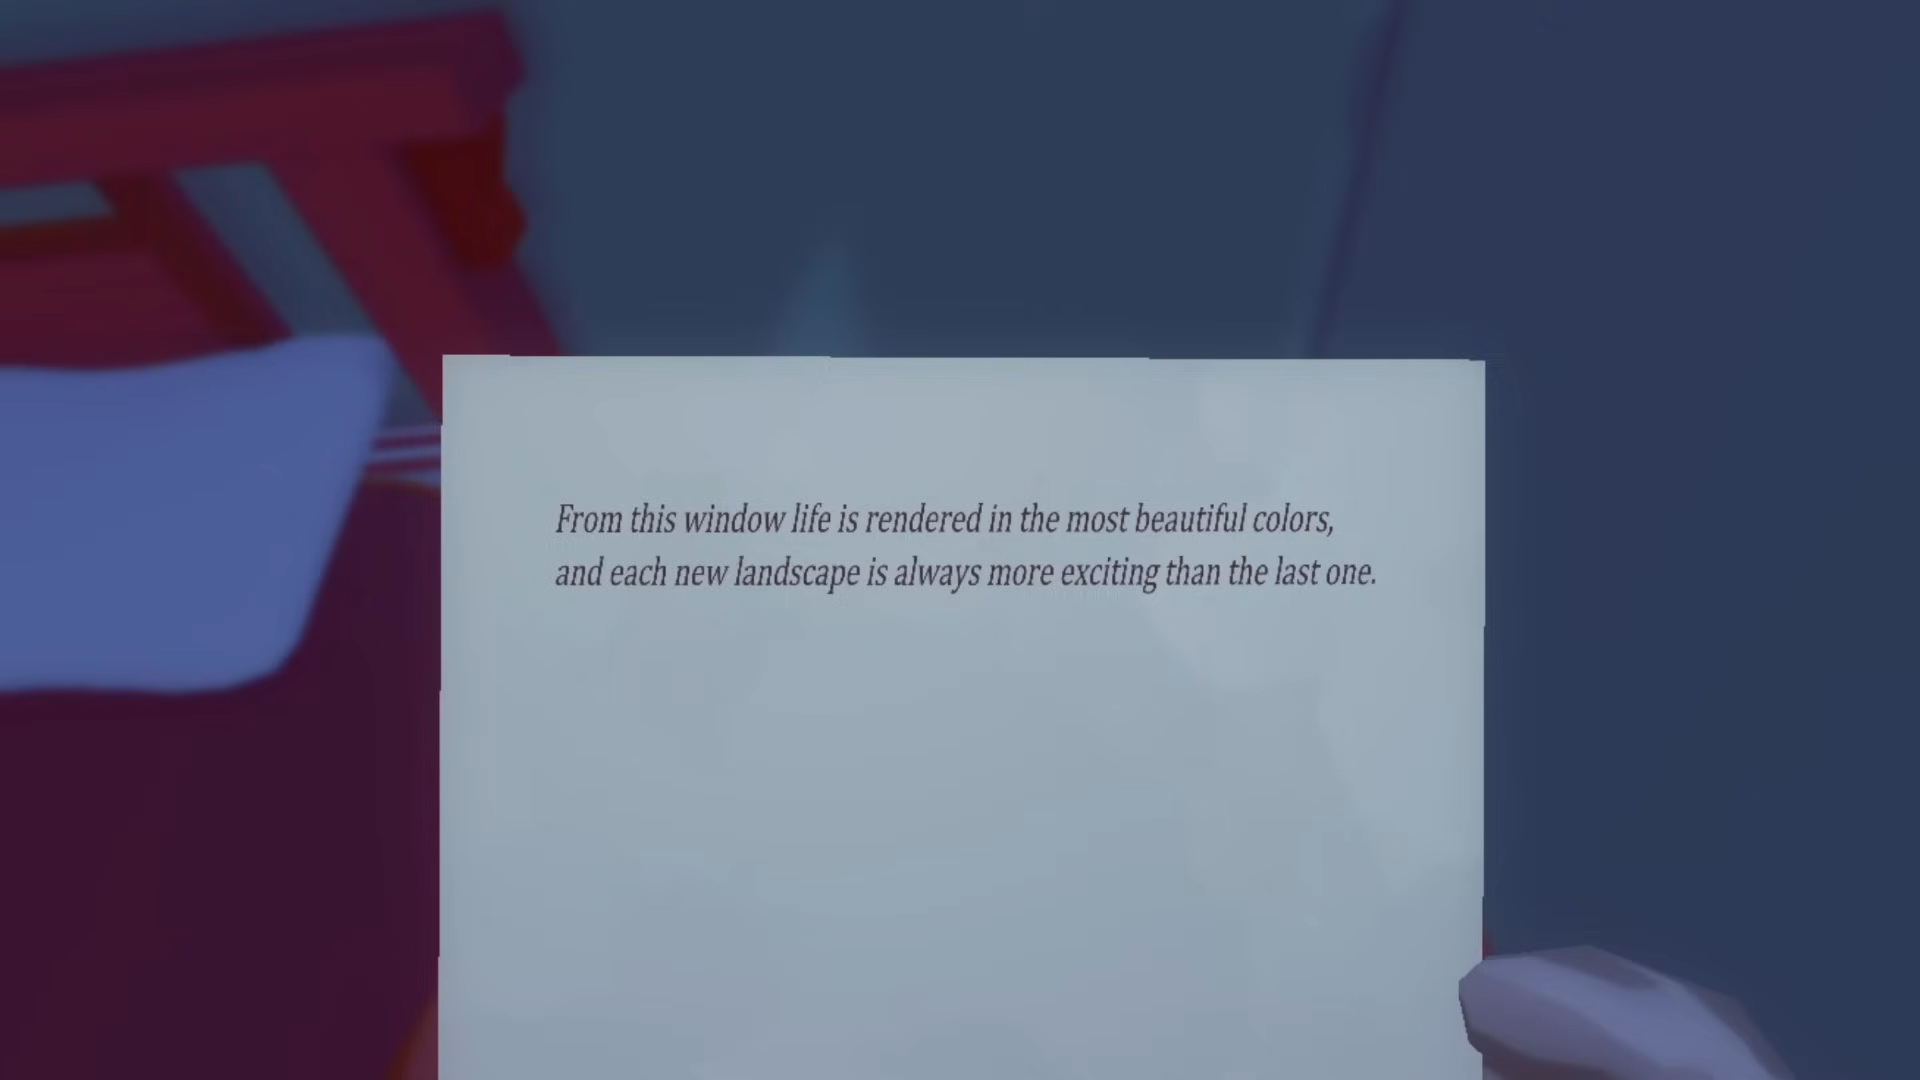 From this window life is rendered in the most beautiful colors,
and each new landscape is always more exciting than the last one.